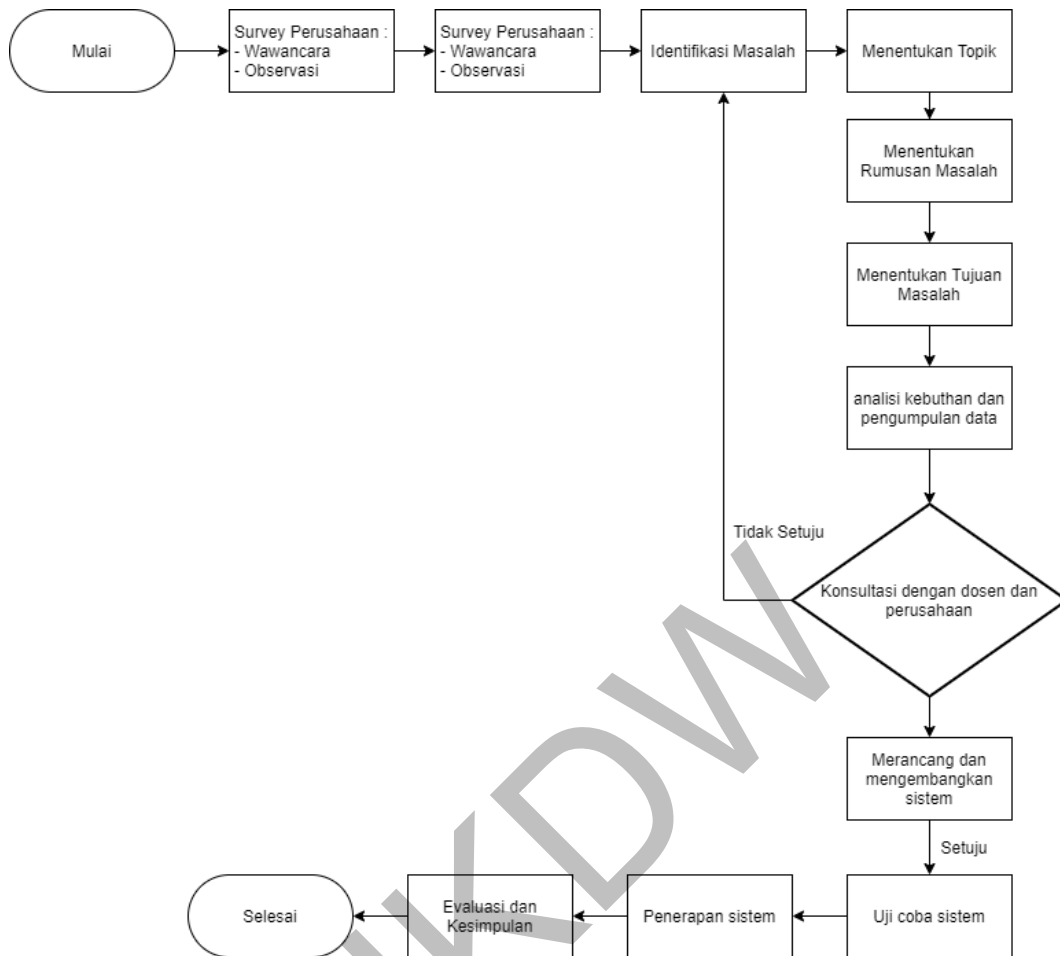 Mulai
Survey Perusahaan :
- Wawancara
- Observasi
Survey Perusahaan :
- Wawancara
- Observasi
Identifikasi Masalah
Menentukan Topik
Menentukan
Rumusan Masalah
Menentukan Tujuan
Masalah
analisi kebuthan dan
pengumpulan data
Tidak Setuju
Konsultasi dengan dosen dan
perusahaan
Merancang dan
mengembangkan
sistem
Setuju
Uji coba sistem
Penerapan sistem
Evaluasi dan
Kesimpulan
Selesai
KDW